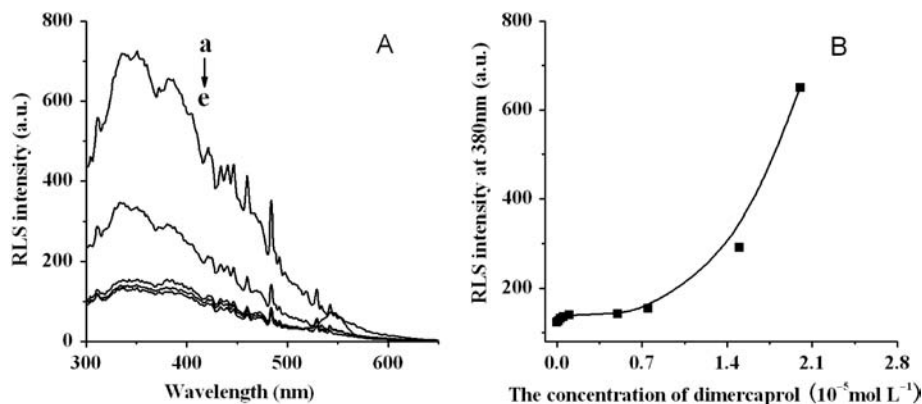 800
600
400
200
0
RLS intensity (a.u.)
a
e
A
300
400
500
600
Wavelength (nm)
800
600
400
200
RLS intensity at 380nm (a.u.)
B
0.0
0.7
1.4
2.1
2.8
The concentration of dimercaprol (10⁻⁵mol L⁻¹)